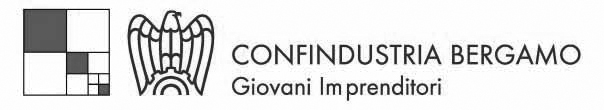 CONFINDUSTRIA BERGAMO
Giovani Imprenditori